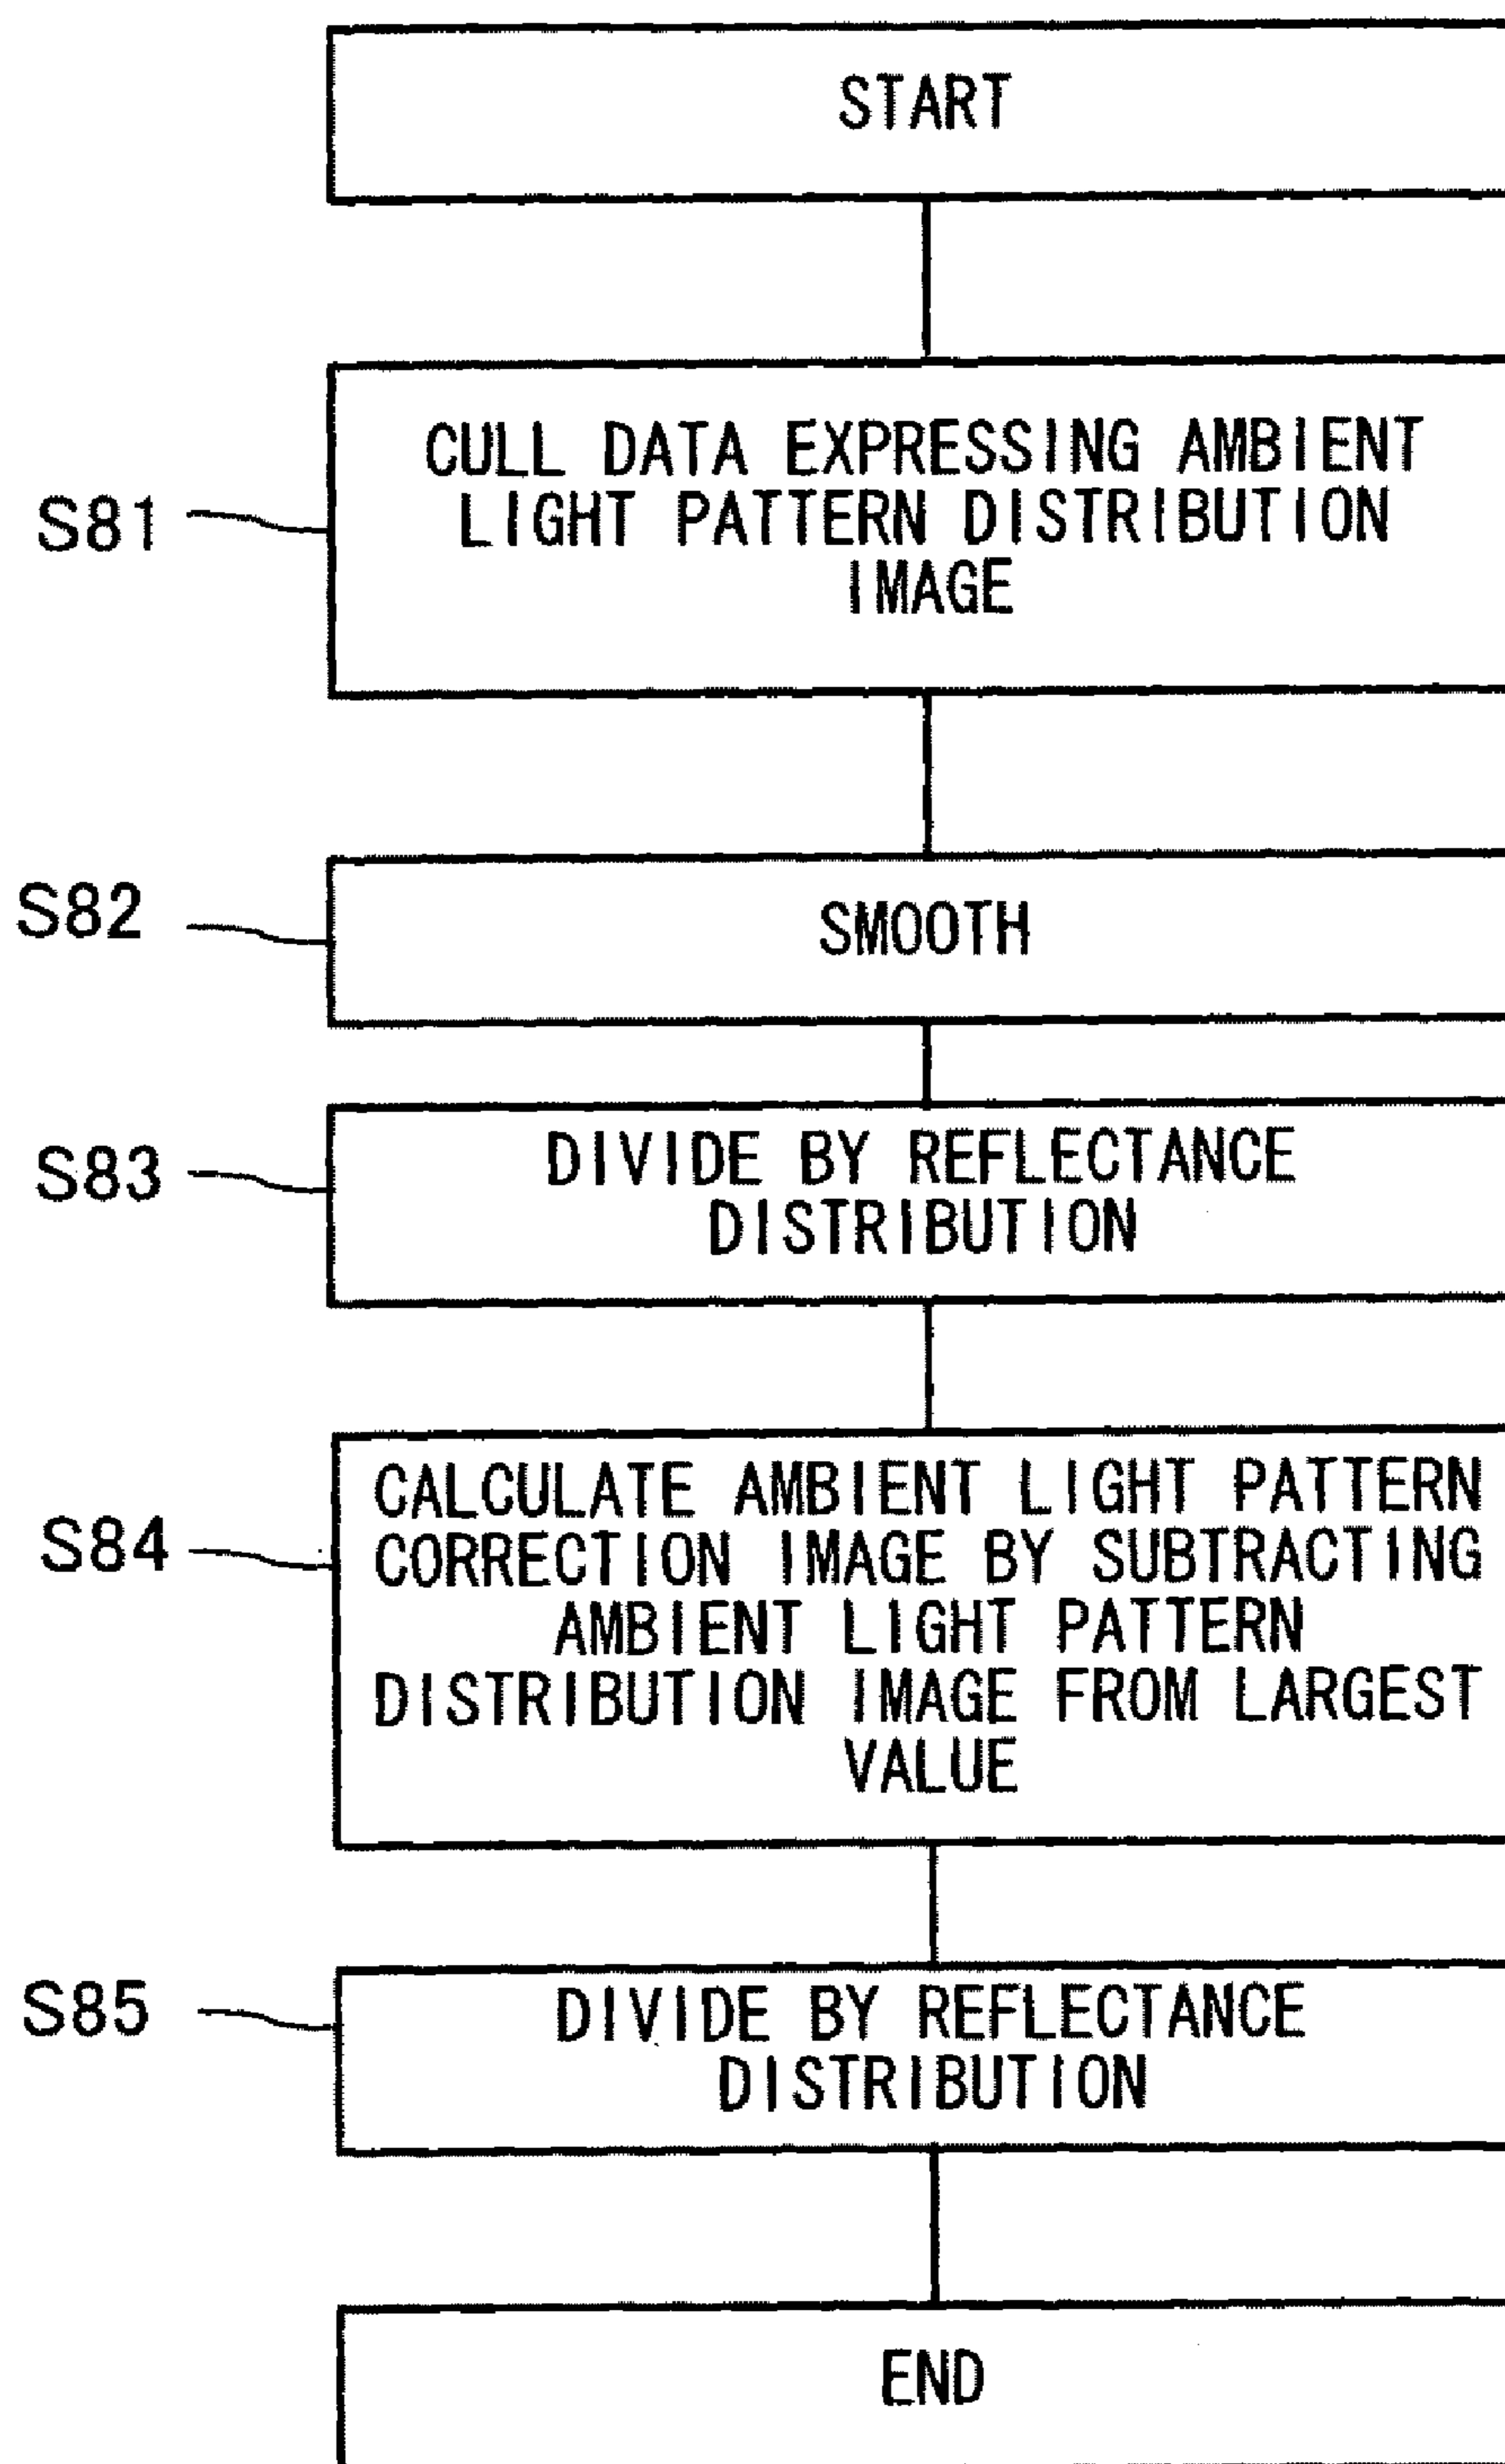 START
S81
CULL DATA EXPRESSING AMBIENT
LIGHT PATTERN DISTRIBUTION
IMAGE
S82
SMOOTH
S83
DIVIDE BY REFLECTANCE
DISTRIBUTION
S84
CALCULATE AMBIENT LIGHT PATTERN
CORRECTION IMAGE BY SUBTRACTING
AMBIENT LIGHT PATTERN
DISTRIBUTION IMAGE FROM LARGEST
VALUE
S85
DIVIDE BY REFLECTANCE
DISTRIBUTION
END